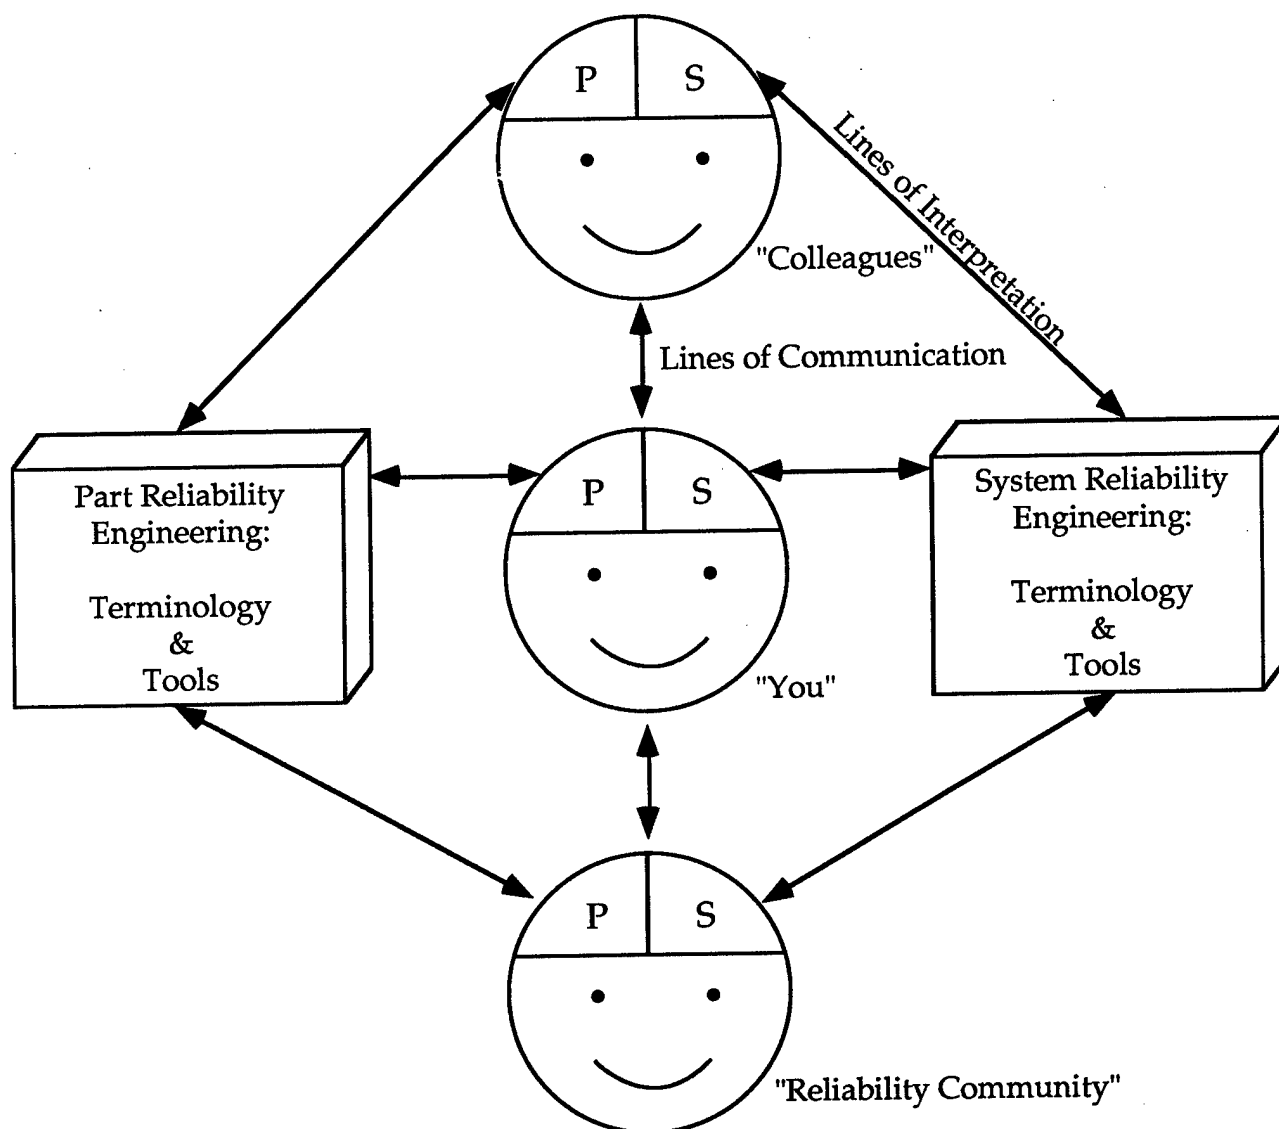 P S
Lines of Interpretation
"Colleagues"
Lines of Communication
Part Reliability
Engineering:
Terminology
&
Tools
P S
"You"
System Reliability
Engineering:
Terminology
&
Tools
P S
"Reliability Community"